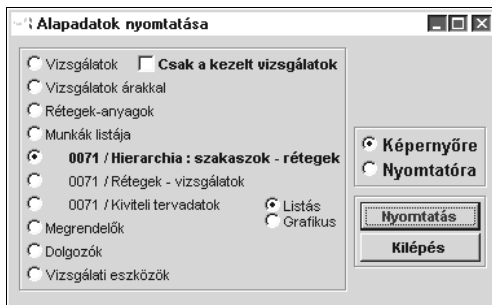 Alapadatok nyomtatása
Vizsgálatok Csak a kezelt vizsgálatok
Vizsgálatok árakkal
Rétegek-anyagok
Munkák listája
0071 / Hierarchia : szakaszok - rétegek
0071 / Rétegek - vizsgálatok
0071 / Kiviteli tervadatok
Listás
Grafikus
Megrendelők
Dolgozók
Vizsgálati eszközök
Képernyőre
Nyomtatóra
Nyomtatás
Kilépés